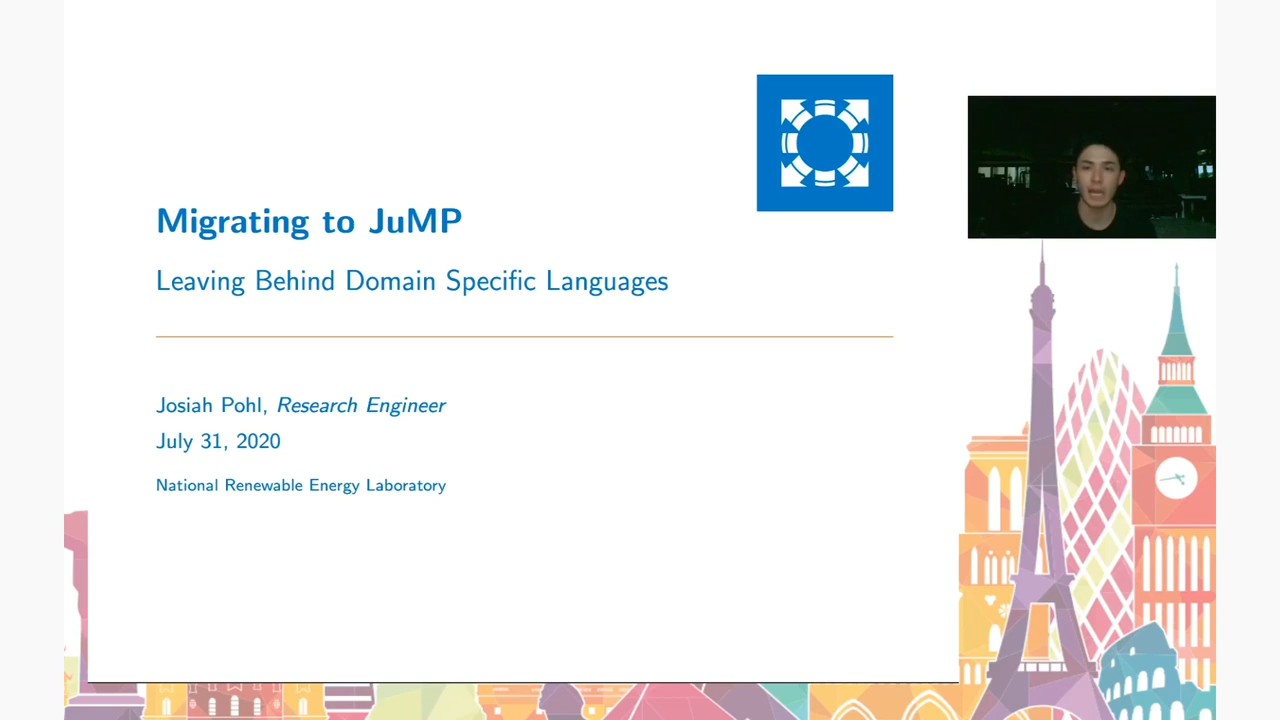 Migrating to JuMP
Leaving Behind Domain Specific Languages
Josiah Pohl, Research Engineer
July 31, 2020
National Renewable Energy Laboratory